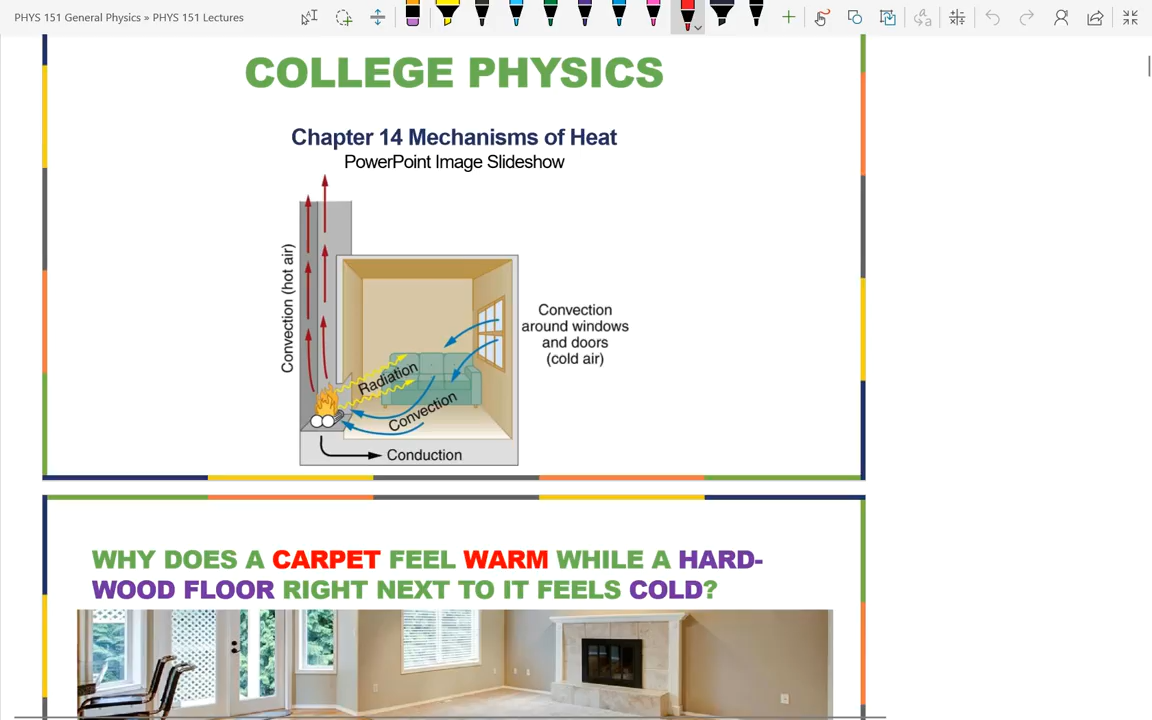 PHYS 151 General Physics » PHYS 151 Lectures
COLLEGE PHYSICS
Chapter 14 Mechanisms of Heat
PowerPoint Image Slideshow
Convection (hot air)
Convection
around windows
and doors
(cold air)
Radiation
Convection
Conduction
WHY DOES A CARPET FEEL WARM WHILE A HARD-
WOOD FLOOR RIGHT NEXT TO IT FEELS COLD?